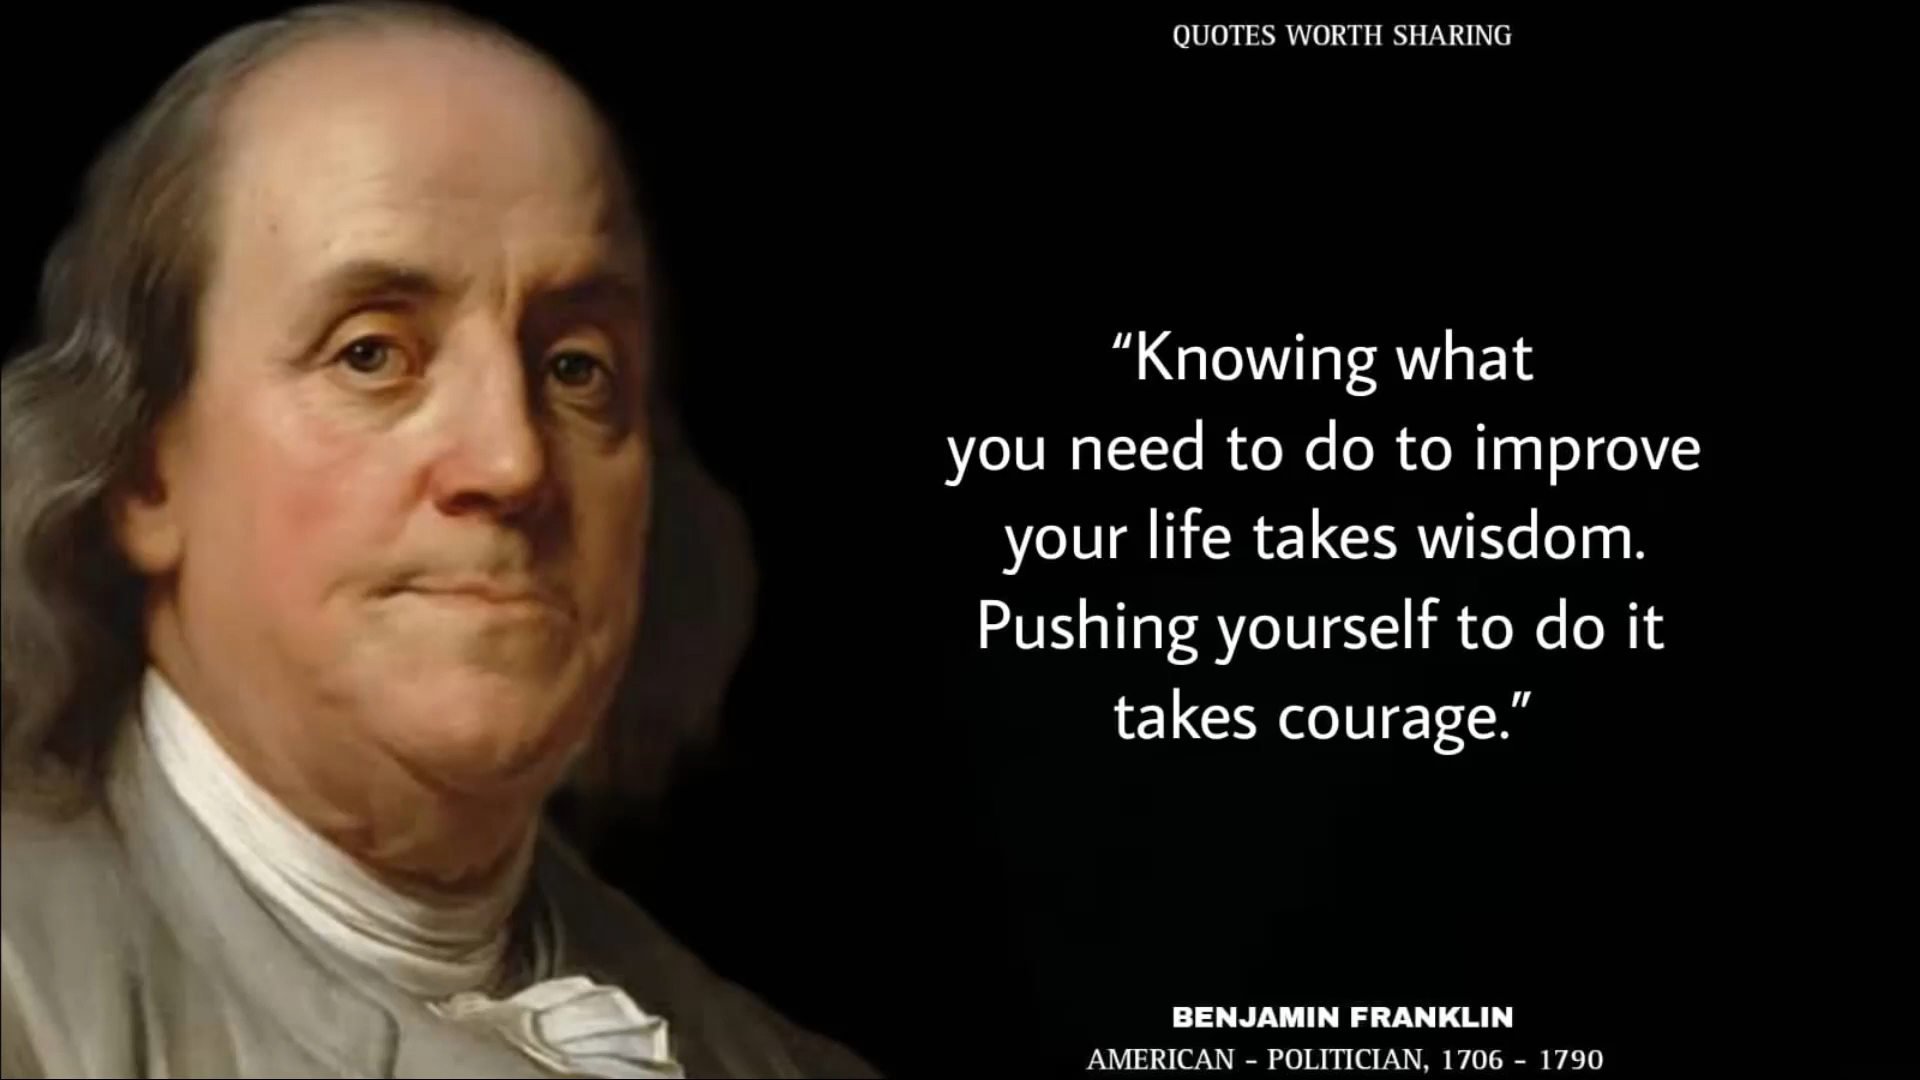 QUOTES WORTH SHARING
“Knowing what
you need to do to improve
your life takes wisdom.
Pushing yourself to do it
takes courage.”
BENJAMIN FRANKLIN
AMERICAN - POLITICIAN, 1706 - 1790